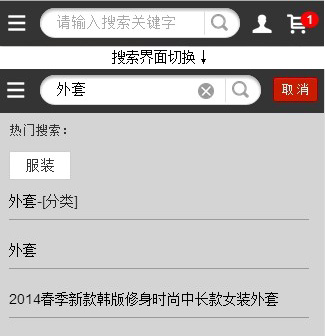 请输入搜索关键字
1
搜索界面切换↓
外套
取消
热门搜索：
服装
外套-[分类]
外套
2014春季新款韩版修身时尚中长款女装外套